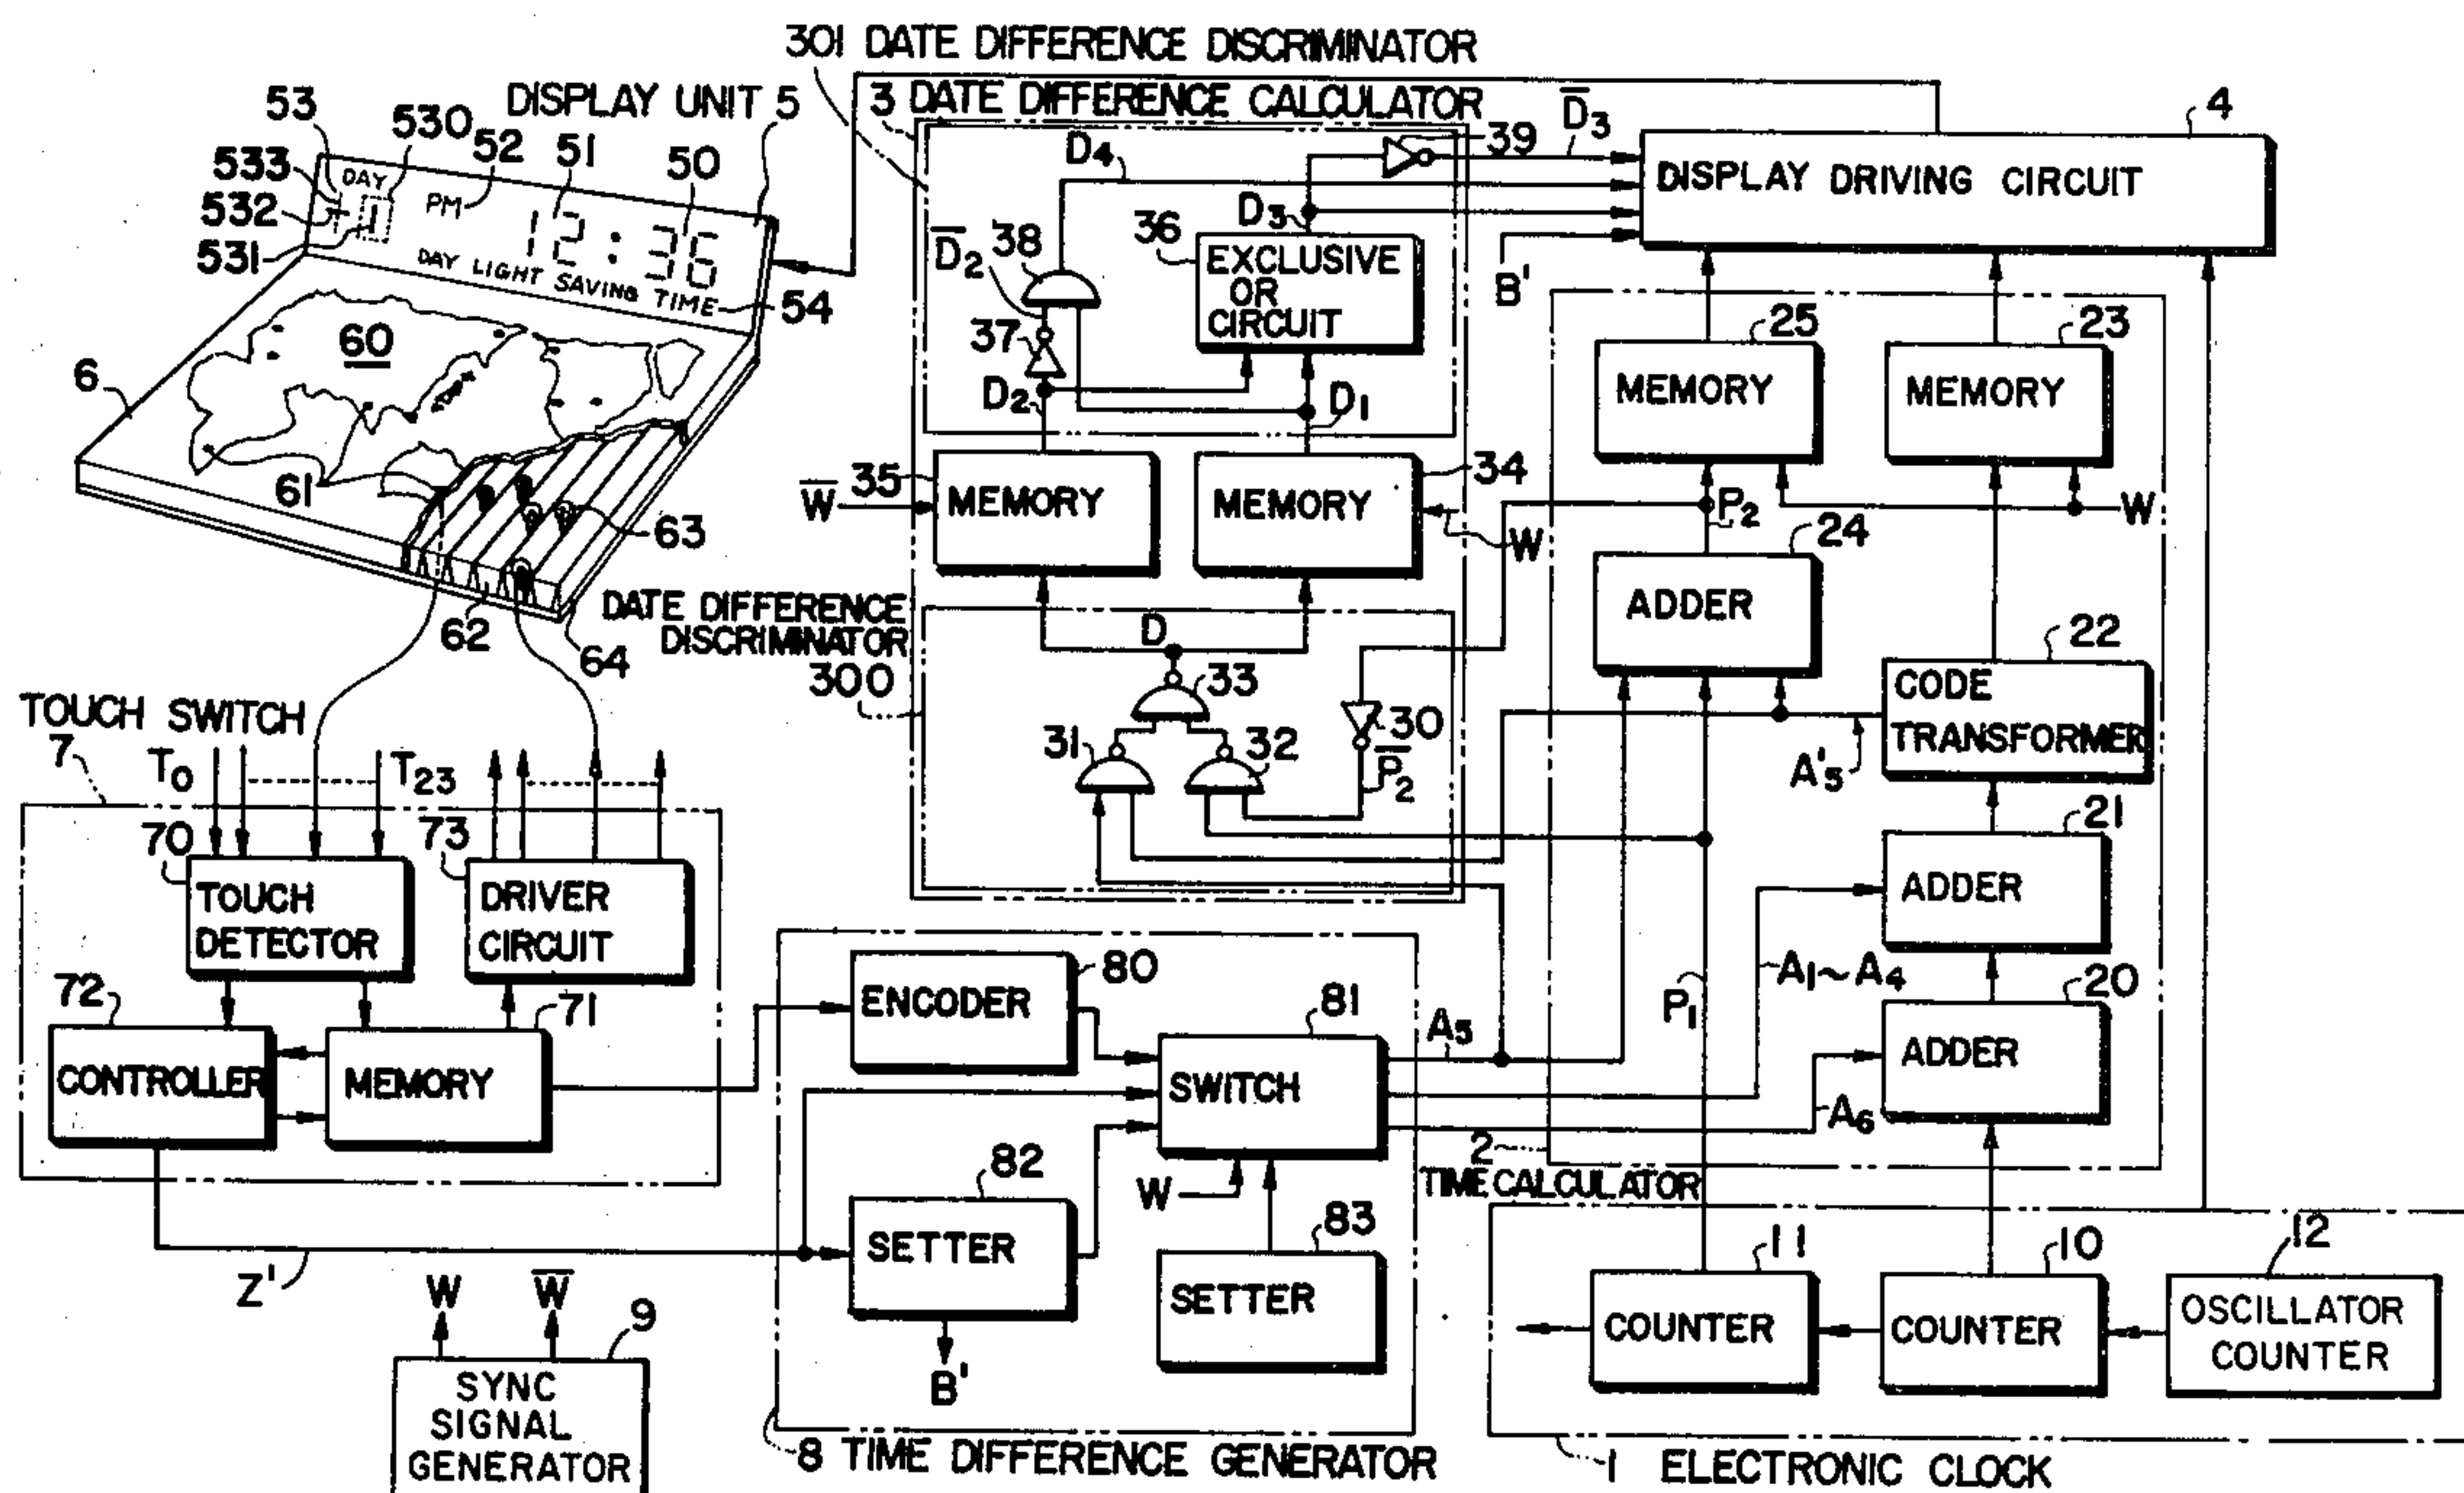 301 DATE DIFFERENCE DISCRIMINATOR
DISPLAY UNIT 5
3 DATE DIFFERENCE CALCULATOR
53
530
52
51
50
533
532
531
DAY
+ 1
PM
12:36
DAY LIGHT SAVING TIME
54
6
60
61
62
63
64
D̅3
39
D4
4
DISPLAY DRIVING CIRCUIT
D3
B'
D̅2
38
36
EXCLUSIVE
OR
CIRCUIT
37
D2
D1
W̅
35
MEMORY
34
MEMORY
W
25
MEMORY
23
MEMORY
W
P2
24
ADDER
22
CODE
TRANSFORMER
A'5
DATE DIFFERENCE
DISCRIMINATOR
300
D
33
31
32
30
P̅2
21
ADDER
A1~A4
20
ADDER
A6
P1
2
TIME CALCULATOR
TOUCH SWITCH
7
T0
T23
70
TOUCH
DETECTOR
73
DRIVER
CIRCUIT
72
CONTROLLER
71
MEMORY
Z'
80
ENCODER
81
SWITCH
A5
82
SETTER
W
83
SETTER
B'
8 TIME DIFFERENCE GENERATOR
W
W̅
9
SYNC
SIGNAL
GENERATOR
11
COUNTER
10
COUNTER
12
OSCILLATOR
COUNTER
1 ELECTRONIC CLOCK